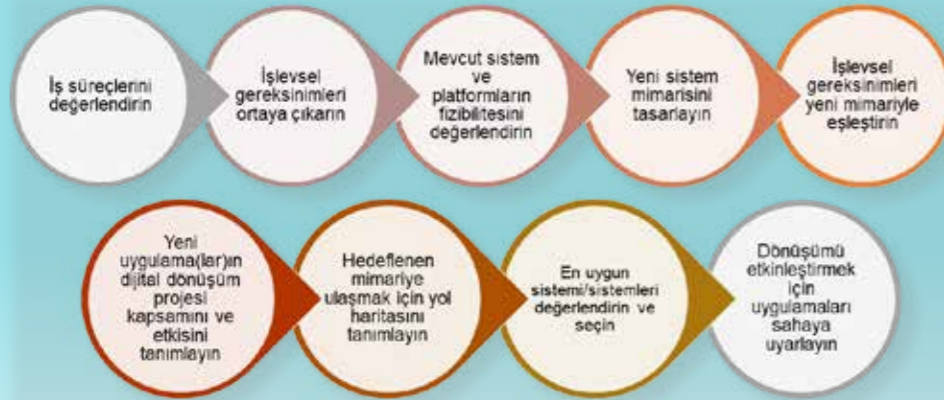 İş süreçlerini
değerlendirin
İşlevsel
gereksinimleri
ortaya çıkarın
Mevcut sistem
ve
platformların
fizibilitesini
değerlendirin
Yeni sistem
mimarisini
tasarlayın
İşlevsel
gereksinimleri
yeni mimariyle
eşleştirin
Yeni
uygulama(lar)ın
dijital dönüşüm
projesi
kapsamını ve
etkisini
tanımlayın
Hedeflenen
mimariye
ulaşmak için yol
haritasını
tanımlayın
En uygun
sistemi/sistemleri
değerlendirin ve
seçin
Dönüşümü
etkinleştirmek
için
uygulamaları
sahaya
uyarlayın